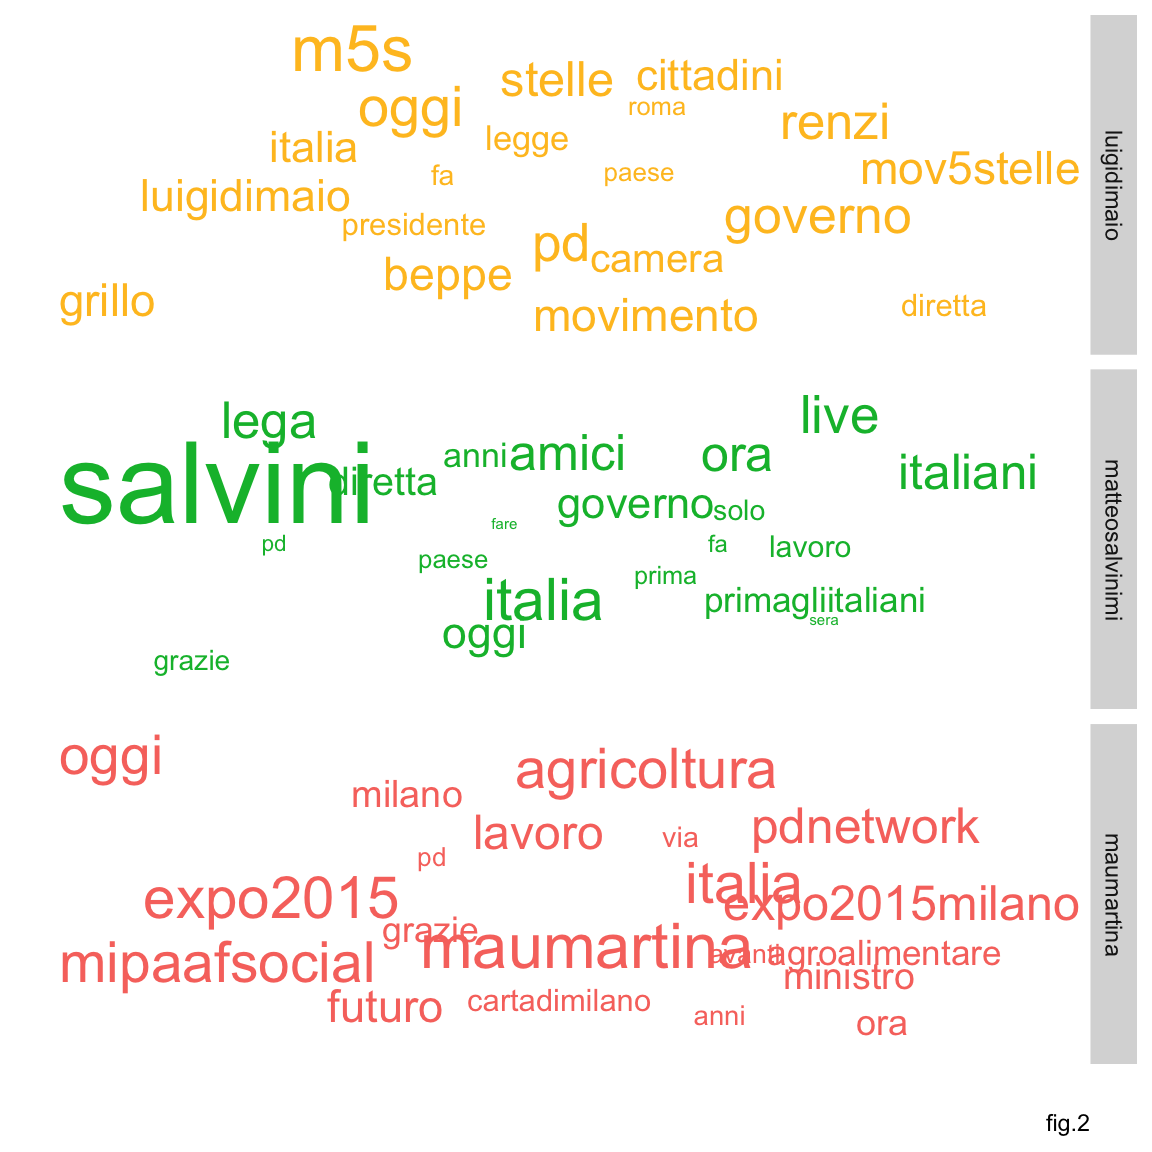 m5s
stelle
cittadini
oggi
roma
renzi
italia
legge
fa
paese
mov5stelle
luigidimaio
presidente
governo
pd
camera
beppe
grillo
movimento
diretta
luigidimaio
lega
live
salvini
diretta
anni
amici
ora
italiani
governo
solo
fare
pd
paese
fa
lavoro
prima
italia
primagliitaliani
sera
oggi
grazie
matteosalvinimi
oggi
agricoltura
milano
lavoro
via
pdnetwork
pd
italia
expo2015
expo2015milano
grazie
maumartina
mipaafsocial
avanti
agroalimentare
ministro
futuro
cartadimilano
anni
ora
maumartina
fig.2